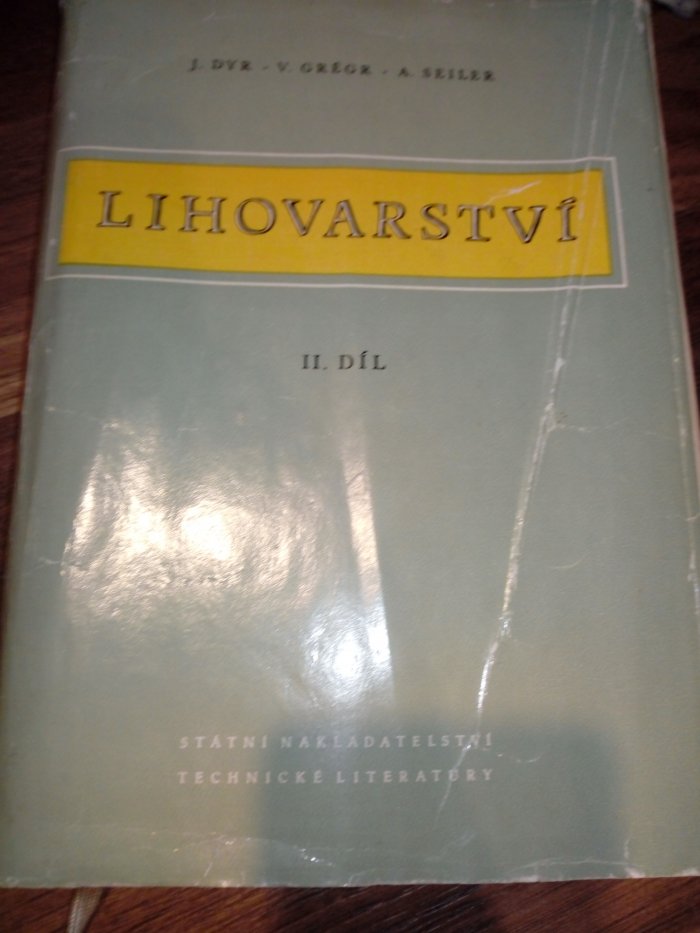 J. DYR - V. GRÉGR - A. SEILER
LIHOVARSTVÍ
II. DÍL
STÁTNÍ NAKLADATELSTVÍ
TECHNICKÉ LITERATURY